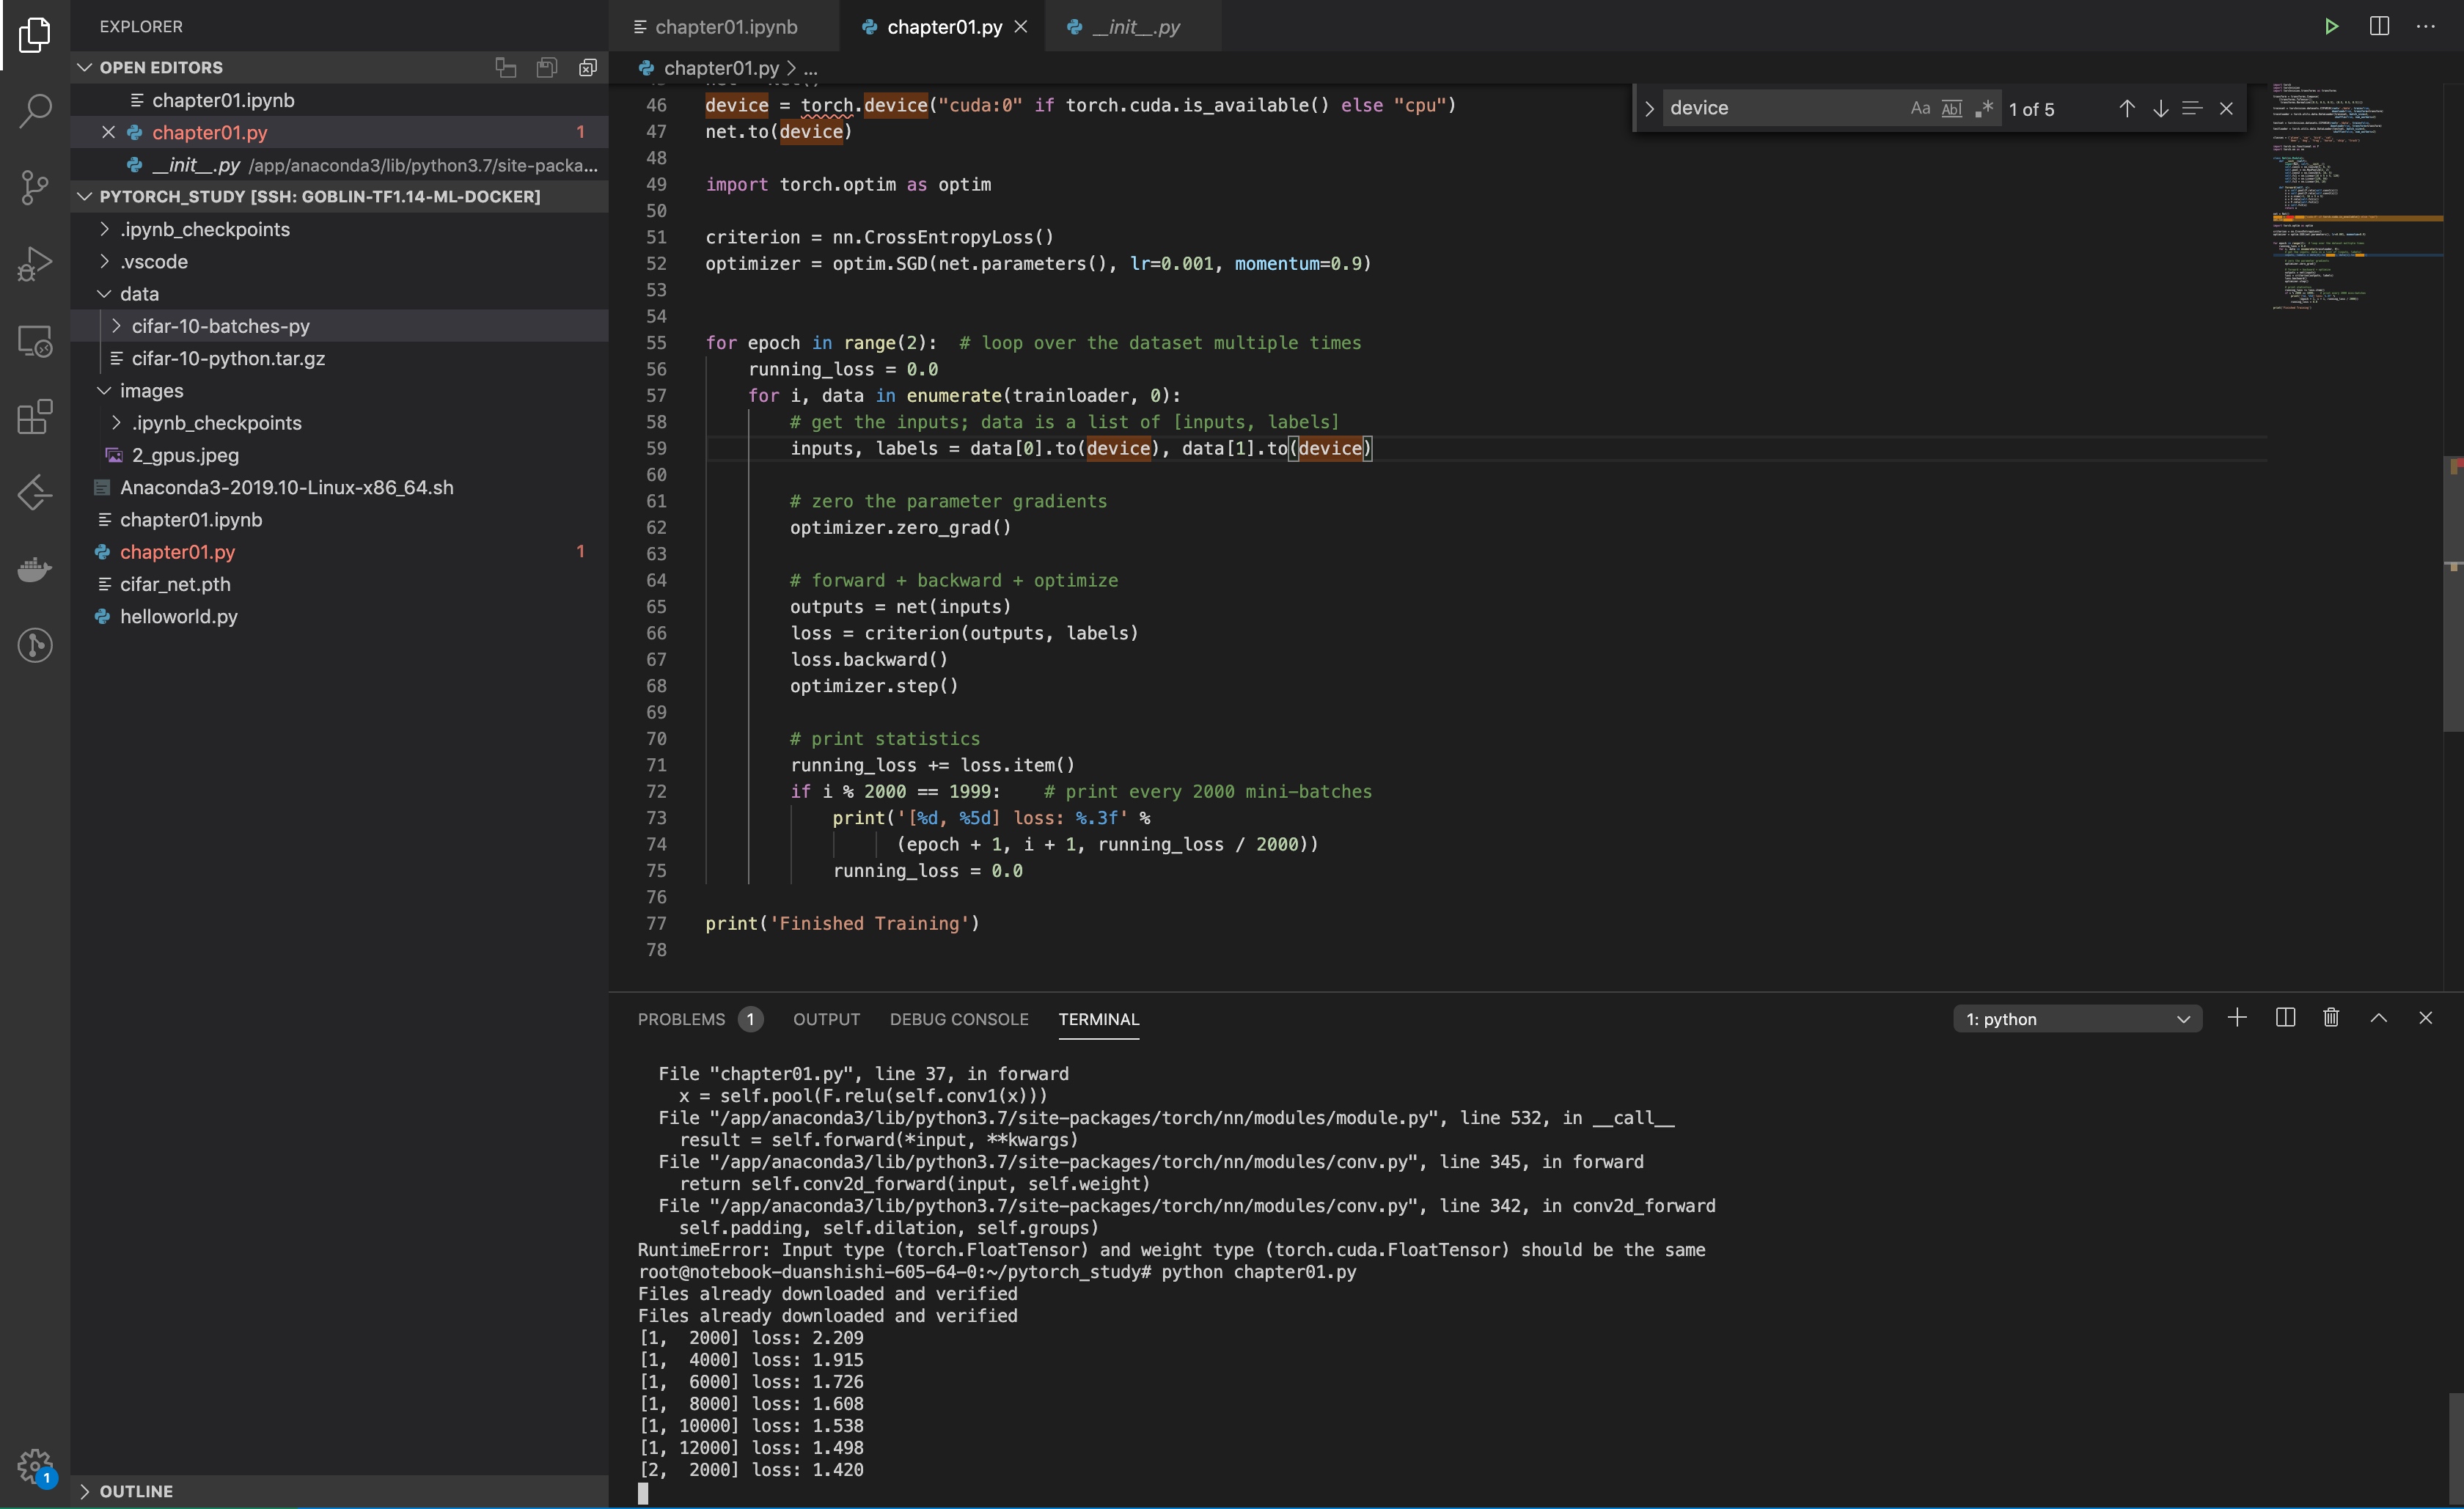 EXPLORER
OPEN EDITORS
chapter01.ipynb
chapter01.py 1
__init__.py /app/anaconda3/lib/python3.7/site-packa...
PYTORCH_STUDY [SSH: GOBLIN-TF1.14-ML-DOCKER]
.ipynb_checkpoints
.vscode
data
cifar-10-batches-py
cifar-10-python.tar.gz
images
.ipynb_checkpoints
2_gpus.jpeg
Anaconda3-2019.10-Linux-x86_64.sh
chapter01.ipynb
chapter01.py 1
cifar_net.pth
helloworld.py
OUTLINE
1
chapter01.ipynb
chapter01.py
__init__.py
chapter01.py > ...
device
Aa Abl .* 1 of 5
46 device = torch.device("cuda:0" if torch.cuda.is_available() else "cpu")
47 net.to(device)
48
49 import torch.optim as optim
50
51 criterion = nn.CrossEntropyLoss()
52 optimizer = optim.SGD(net.parameters(), lr=0.001, momentum=0.9)
53
54
55 for epoch in range(2):  # loop over the dataset multiple times
56 running_loss = 0.0
57 for i, data in enumerate(trainloader, 0):
58 # get the inputs; data is a list of [inputs, labels]
59 inputs, labels = data[0].to(device), data[1].to(device)
60
61 # zero the parameter gradients
62 optimizer.zero_grad()
63
64 # forward + backward + optimize
65 outputs = net(inputs)
66 loss = criterion(outputs, labels)
67 loss.backward()
68 optimizer.step()
69
70 # print statistics
71 running_loss += loss.item()
72 if i % 2000 == 1999:    # print every 2000 mini-batches
73 print('[%d, %5d] loss: %.3f' %
74 (epoch + 1, i + 1, running_loss / 2000))
75 running_loss = 0.0
76
77 print('Finished Training')
78
PROBLEMS 1 OUTPUT DEBUG CONSOLE TERMINAL
1: python
File "chapter01.py", line 37, in forward
x = self.pool(F.relu(self.conv1(x)))
File "/app/anaconda3/lib/python3.7/site-packages/torch/nn/modules/module.py", line 532, in __call__
result = self.forward(*input, **kwargs)
File "/app/anaconda3/lib/python3.7/site-packages/torch/nn/modules/conv.py", line 345, in forward
return self.conv2d_forward(input, self.weight)
File "/app/anaconda3/lib/python3.7/site-packages/torch/nn/modules/conv.py", line 342, in conv2d_forward
self.padding, self.dilation, self.groups)
RuntimeError: Input type (torch.FloatTensor) and weight type (torch.cuda.FloatTensor) should be the same
root@notebook-duanshishi-605-64-0:~/pytorch_study# python chapter01.py
Files already downloaded and verified
Files already downloaded and verified
[1,  2000] loss: 2.209
[1,  4000] loss: 1.915
[1,  6000] loss: 1.726
[1,  8000] loss: 1.608
[1, 10000] loss: 1.538
[1, 12000] loss: 1.498
[2,  2000] loss: 1.420